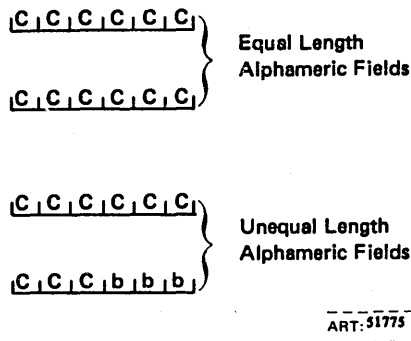 C C C C C C
Equal Length
Alphameric Fields
C C C C C C
C C C C C C
Unequal Length
Alphameric Fields
C C C b b b
ART: 51775